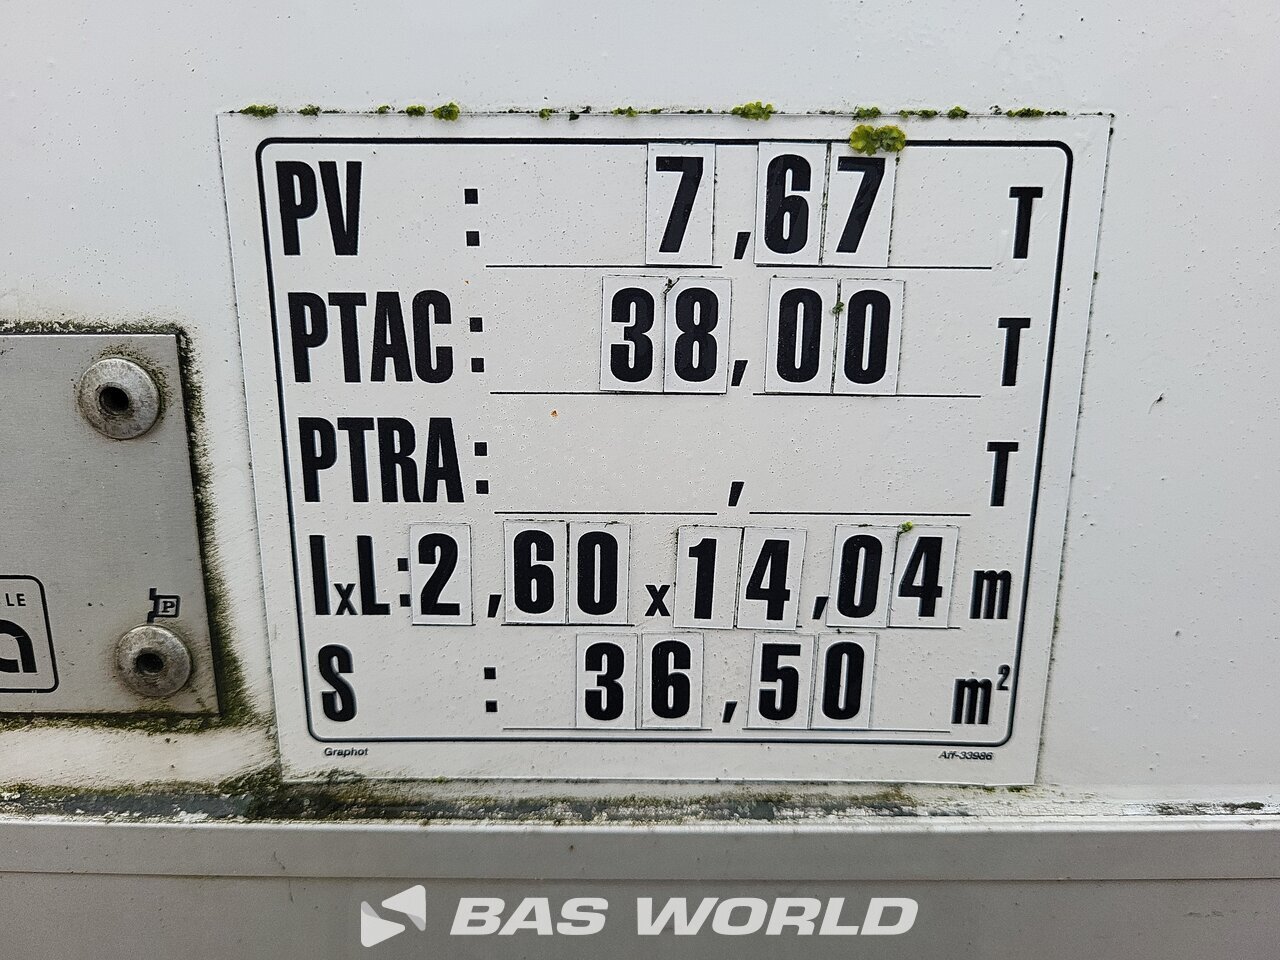 PV : 7,67 T
PTAC : 38,00 T
PTRA : , T
lxL : 2,60 x 14,04 m
S : 36,50 m²
Graphot Aff-33986
LE
P
BAS WORLD